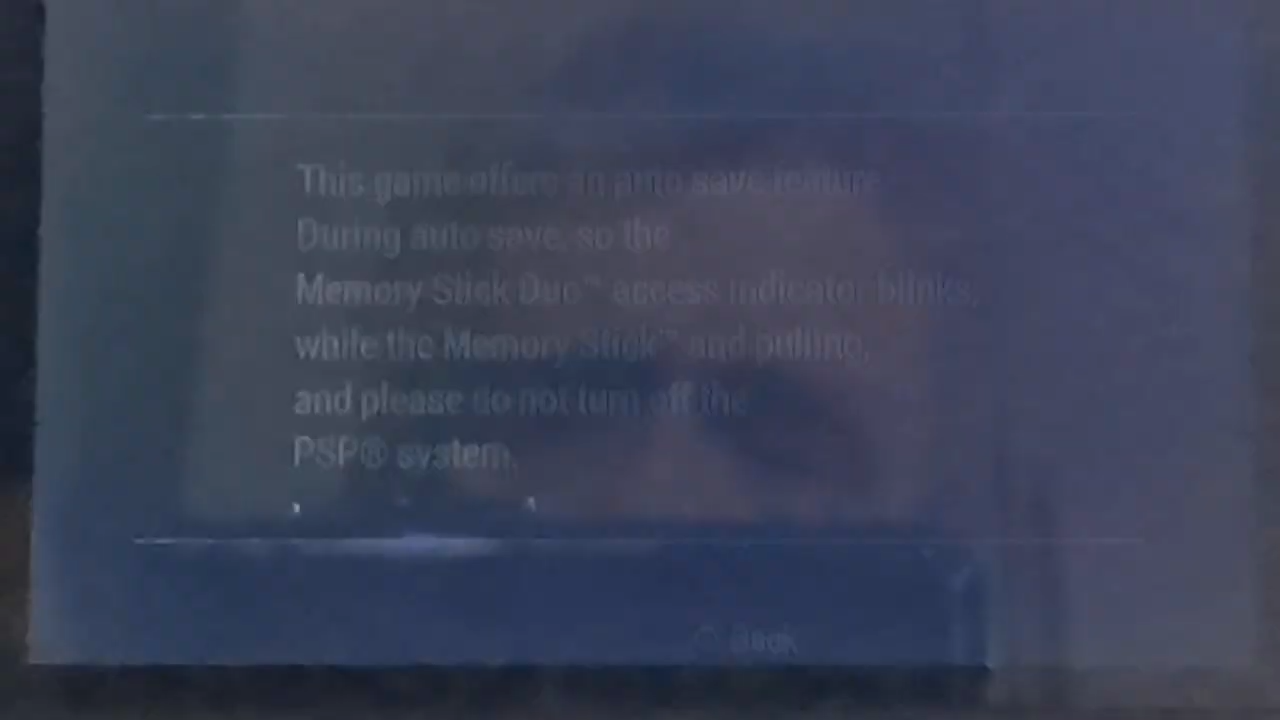 This game offers an auto save feature.
During auto save, so the
Memory Stick Duo™ access indicator blinks,
while the Memory Stick™ and pulling,
and please do not turn off the
PSP® system.
Back